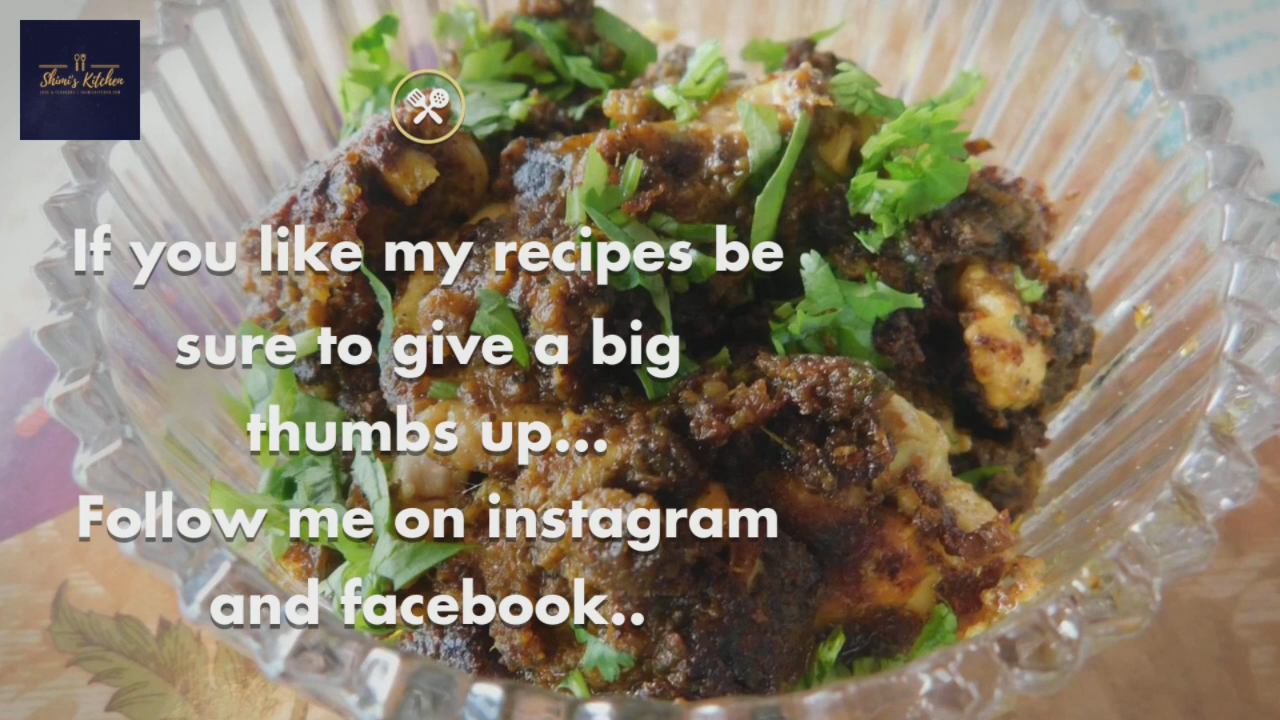 Shimi's Kitchen
If you like my recipes be
sure to give a big
thumbs up...
Follow me on instagram
and facebook..